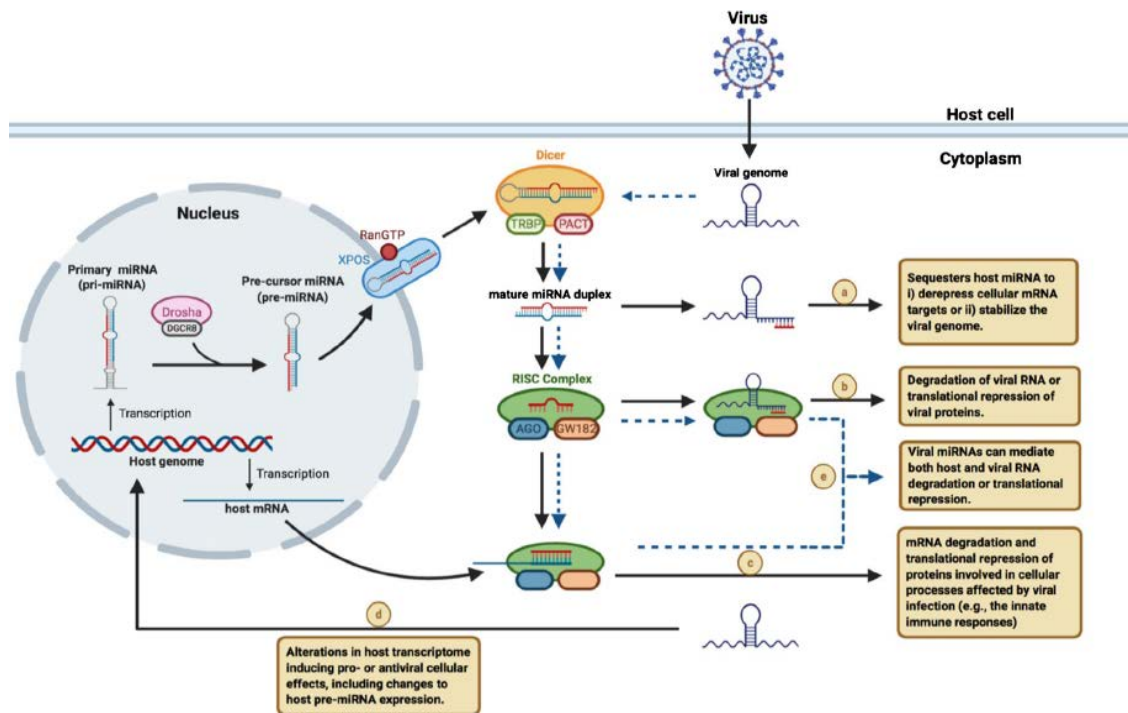 Virus
Host cell
Cytoplasm
Dicer
Viral genome
TRBP
PACT
Nucleus
RanGTP
XPOS
Primary miRNA
(pri-miRNA)
Pre-cursor miRNA
(pre-miRNA)
Drosha
DGCR8
mature miRNA duplex
a
Sequesters host miRNA to
i) derepress cellular mRNA
targets or ii) stabilize the
viral genome.
RISC Complex
AGO
GW182
b
Degradation of viral RNA or
translational repression of
viral proteins.
Transcription
Host genome
Transcription
host mRNA
e
Viral miRNAs can mediate
both host and viral RNA
degradation or translational
repression.
c
mRNA degradation and
translational repression of
proteins involved in cellular
processes affected by viral
infection (e.g., the innate
immune responses)
d
Alterations in host transcriptome
inducing pro- or antiviral cellular
effects, including changes to
host pre-miRNA expression.